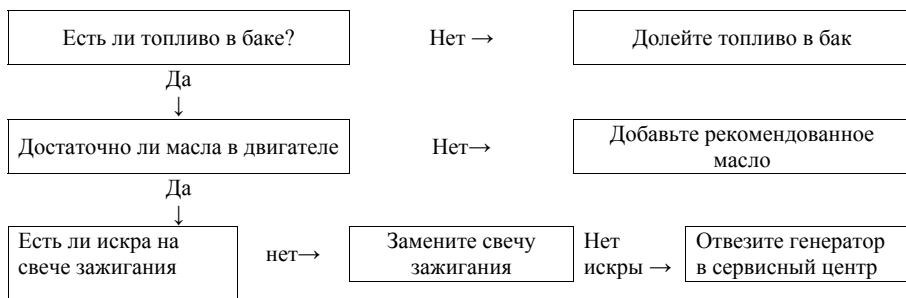 Есть ли топливо в баке? Нет → Долейте топливо в бак
Да
↓
Достаточно ли масла в двигателе Нет→ Добавьте рекомендованное
масло
Да
↓
Есть ли искра на
свече зажигания
нет→
Замените свечу
зажигания
Нет
искры →
Отвезите генератор
в сервисный центр